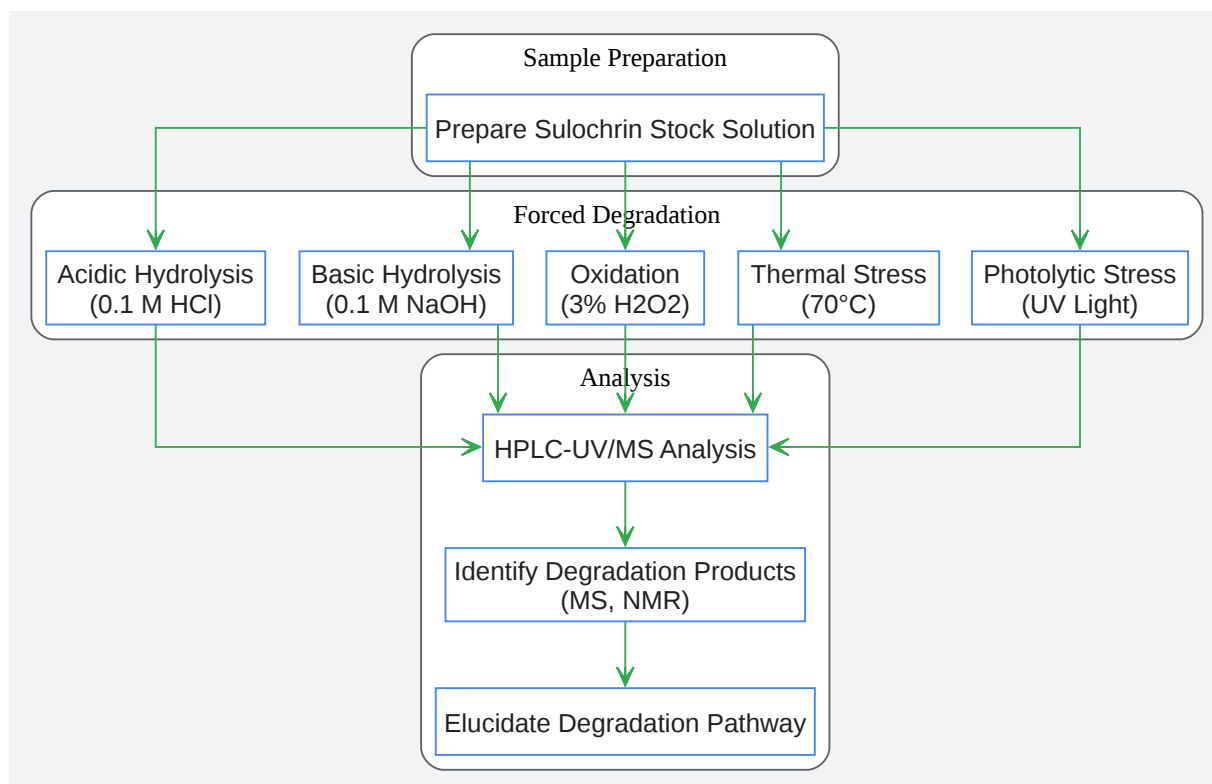 Sample Preparation
Prepare Sulochrin Stock Solution
Forced Degradation
Acidic Hydrolysis
(0.1 M HCl)
Basic Hydrolysis
(0.1 M NaOH)
Oxidation
(3% H2O2)
Thermal Stress
(70°C)
Photolytic Stress
(UV Light)
Analysis
HPLC-UV/MS Analysis
Identify Degradation Products
(MS, NMR)
Elucidate Degradation Pathway